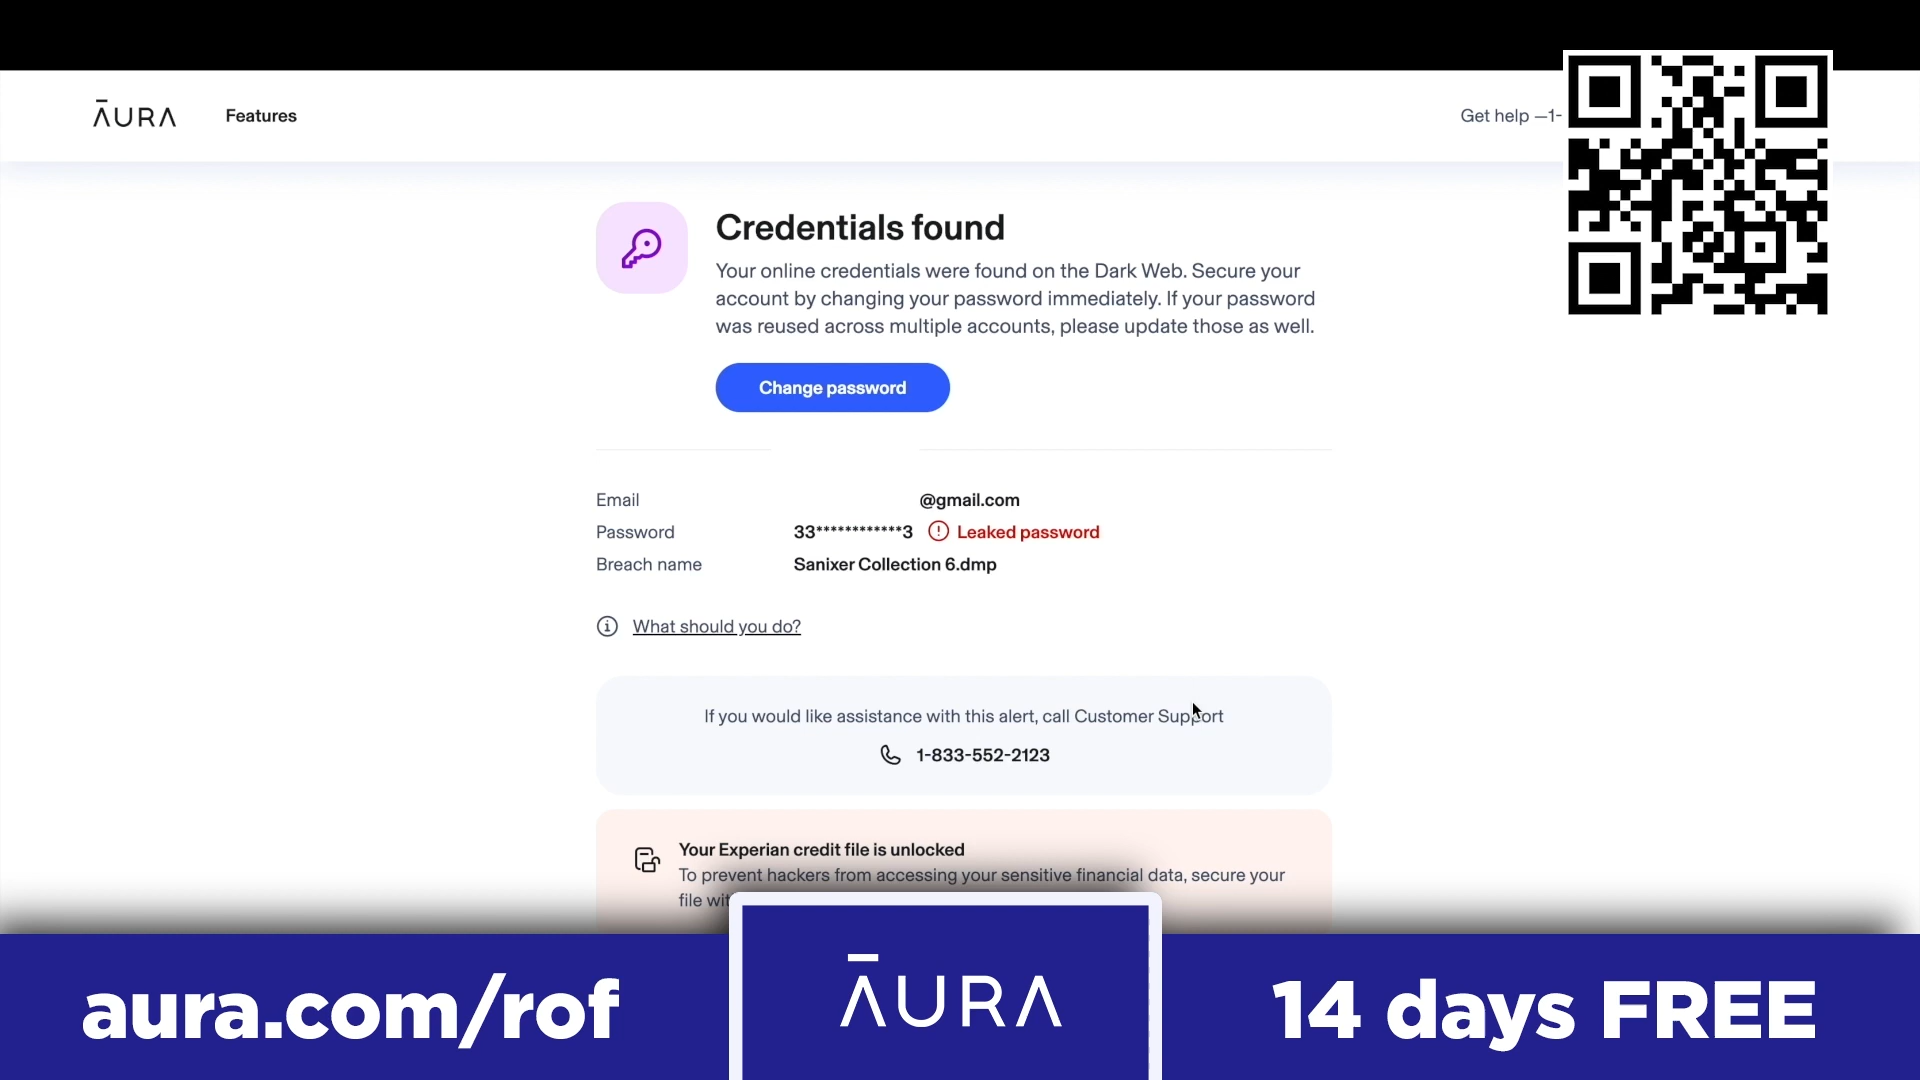 ĀURA
Features
Get help —1-
Credentials found
Your online credentials were found on the Dark Web. Secure your
account by changing your password immediately. If your password
was reused across multiple accounts, please update those as well.
Change password
Email @gmail.com
Password 33************3 Leaked password
Breach name Sanixer Collection 6.dmp
What should you do?
If you would like assistance with this alert, call Customer Support
1-833-552-2123
Your Experian credit file is unlocked
To prevent hackers from accessing your sensitive financial data, secure your
file
aura.com/rof
ĀURA
14 days FREE